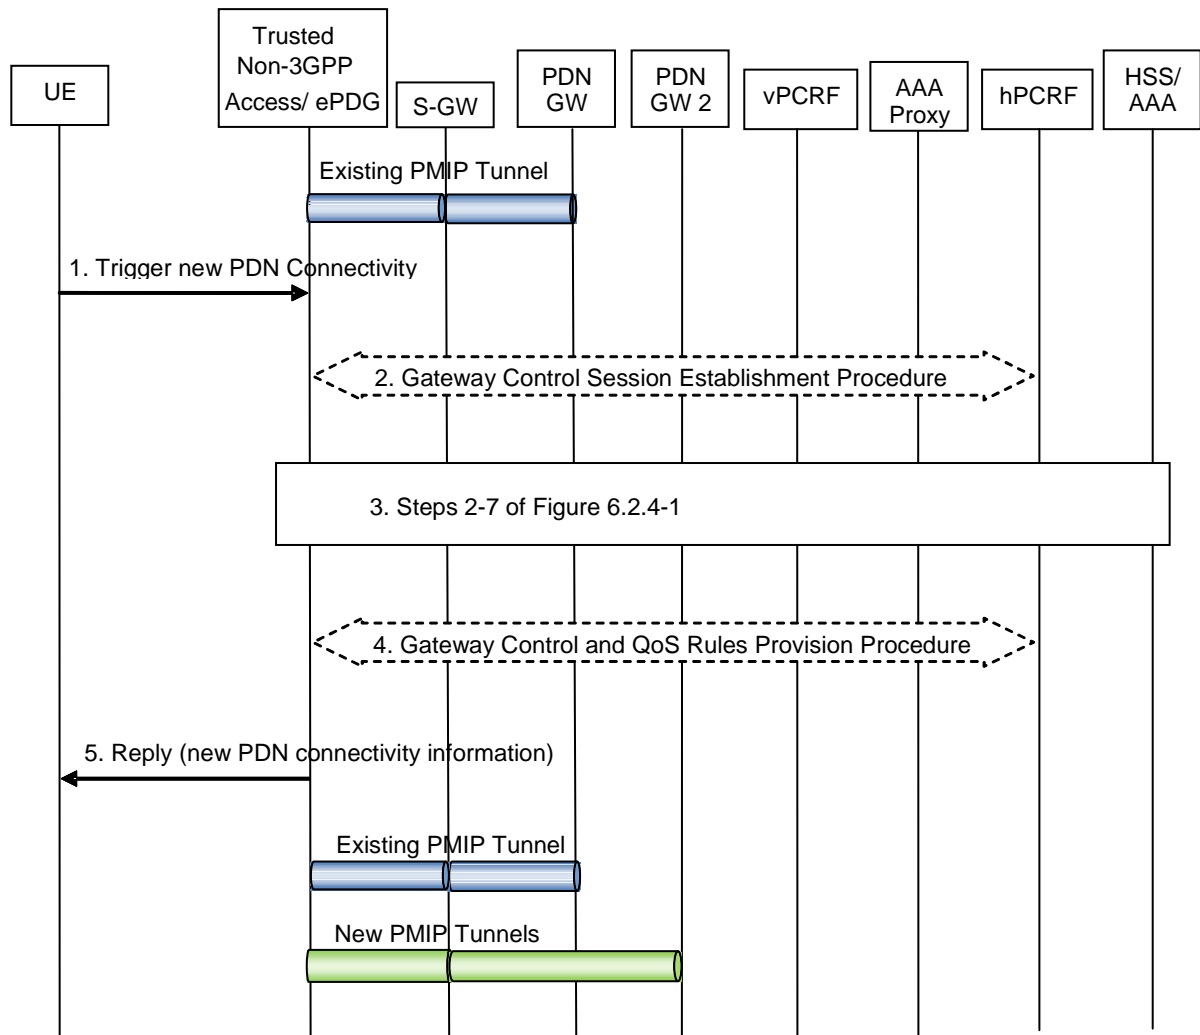 UE
Trusted
Non-3GPP
Access/ ePDG
S-GW
PDN
GW
PDN
GW 2
vPCRF
AAA
Proxy
hPCRF
HSS/
AAA
Existing PMIP Tunnel
1. Trigger new PDN Connectivity
2. Gateway Control Session Establishment Procedure
3. Steps 2-7 of Figure 6.2.4-1
4. Gateway Control and QoS Rules Provision Procedure
5. Reply (new PDN connectivity information)
Existing PMIP Tunnel
New PMIP Tunnels